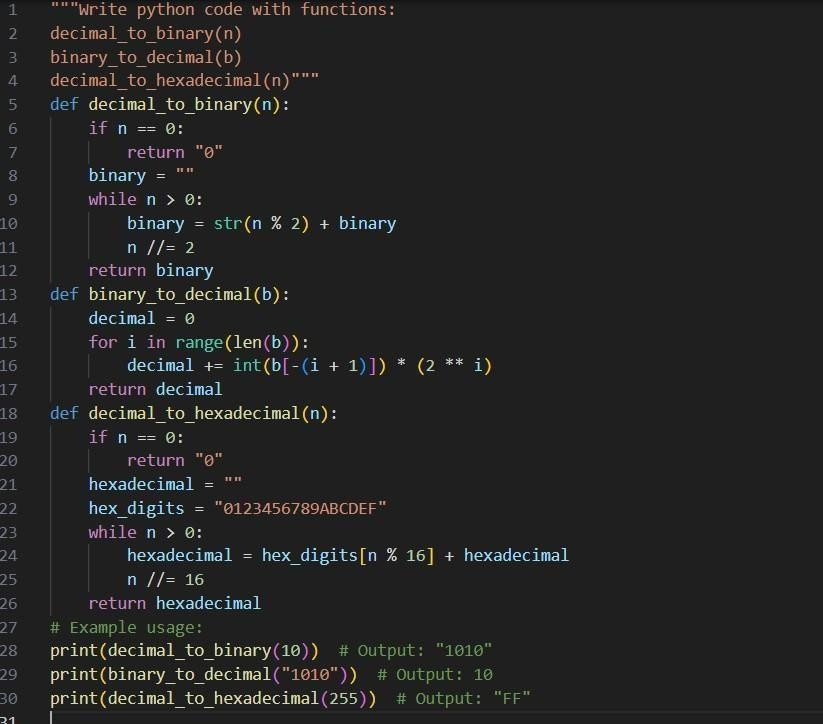 1 """Write python code with functions:
2 decimal_to_binary(n)
3 binary_to_decimal(b)
4 decimal_to_hexadecimal(n)"""
5 def decimal_to_binary(n):
6     if n == 0:
7         return "0"
8     binary = ""
9     while n > 0:
10         binary = str(n % 2) + binary
11         n //= 2
12     return binary
13 def binary_to_decimal(b):
14     decimal = 0
15     for i in range(len(b)):
16         decimal += int(b[-(i + 1)]) * (2 ** i)
17     return decimal
18 def decimal_to_hexadecimal(n):
19     if n == 0:
20         return "0"
21     hexadecimal = ""
22     hex_digits = "0123456789ABCDEF"
23     while n > 0:
24         hexadecimal = hex_digits[n % 16] + hexadecimal
25         n //= 16
26     return hexadecimal
27 # Example usage:
28 print(decimal_to_binary(10))  # Output: "1010"
29 print(binary_to_decimal("1010"))  # Output: 10
30 print(decimal_to_hexadecimal(255))  # Output: "FF"
31